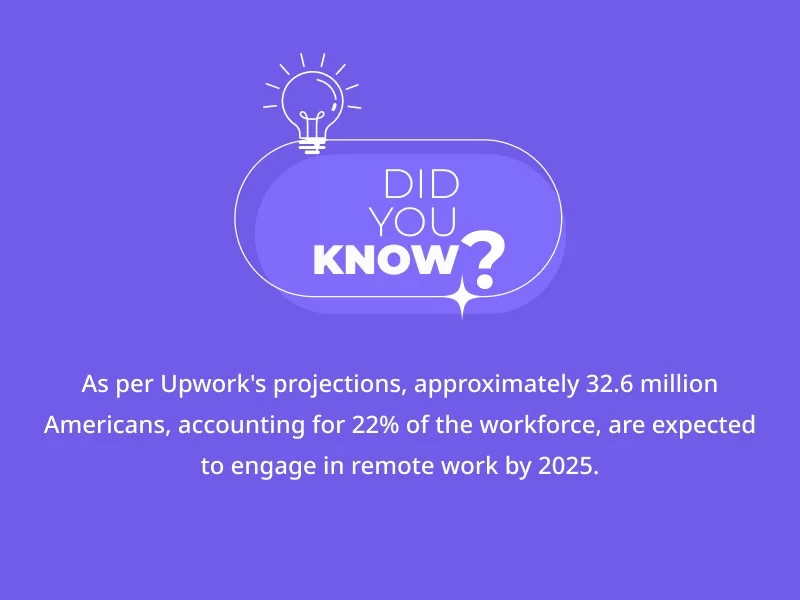 DID
YOU
KNOW?
As per Upwork's projections, approximately 32.6 million
Americans, accounting for 22% of the workforce, are expected
to engage in remote work by 2025.